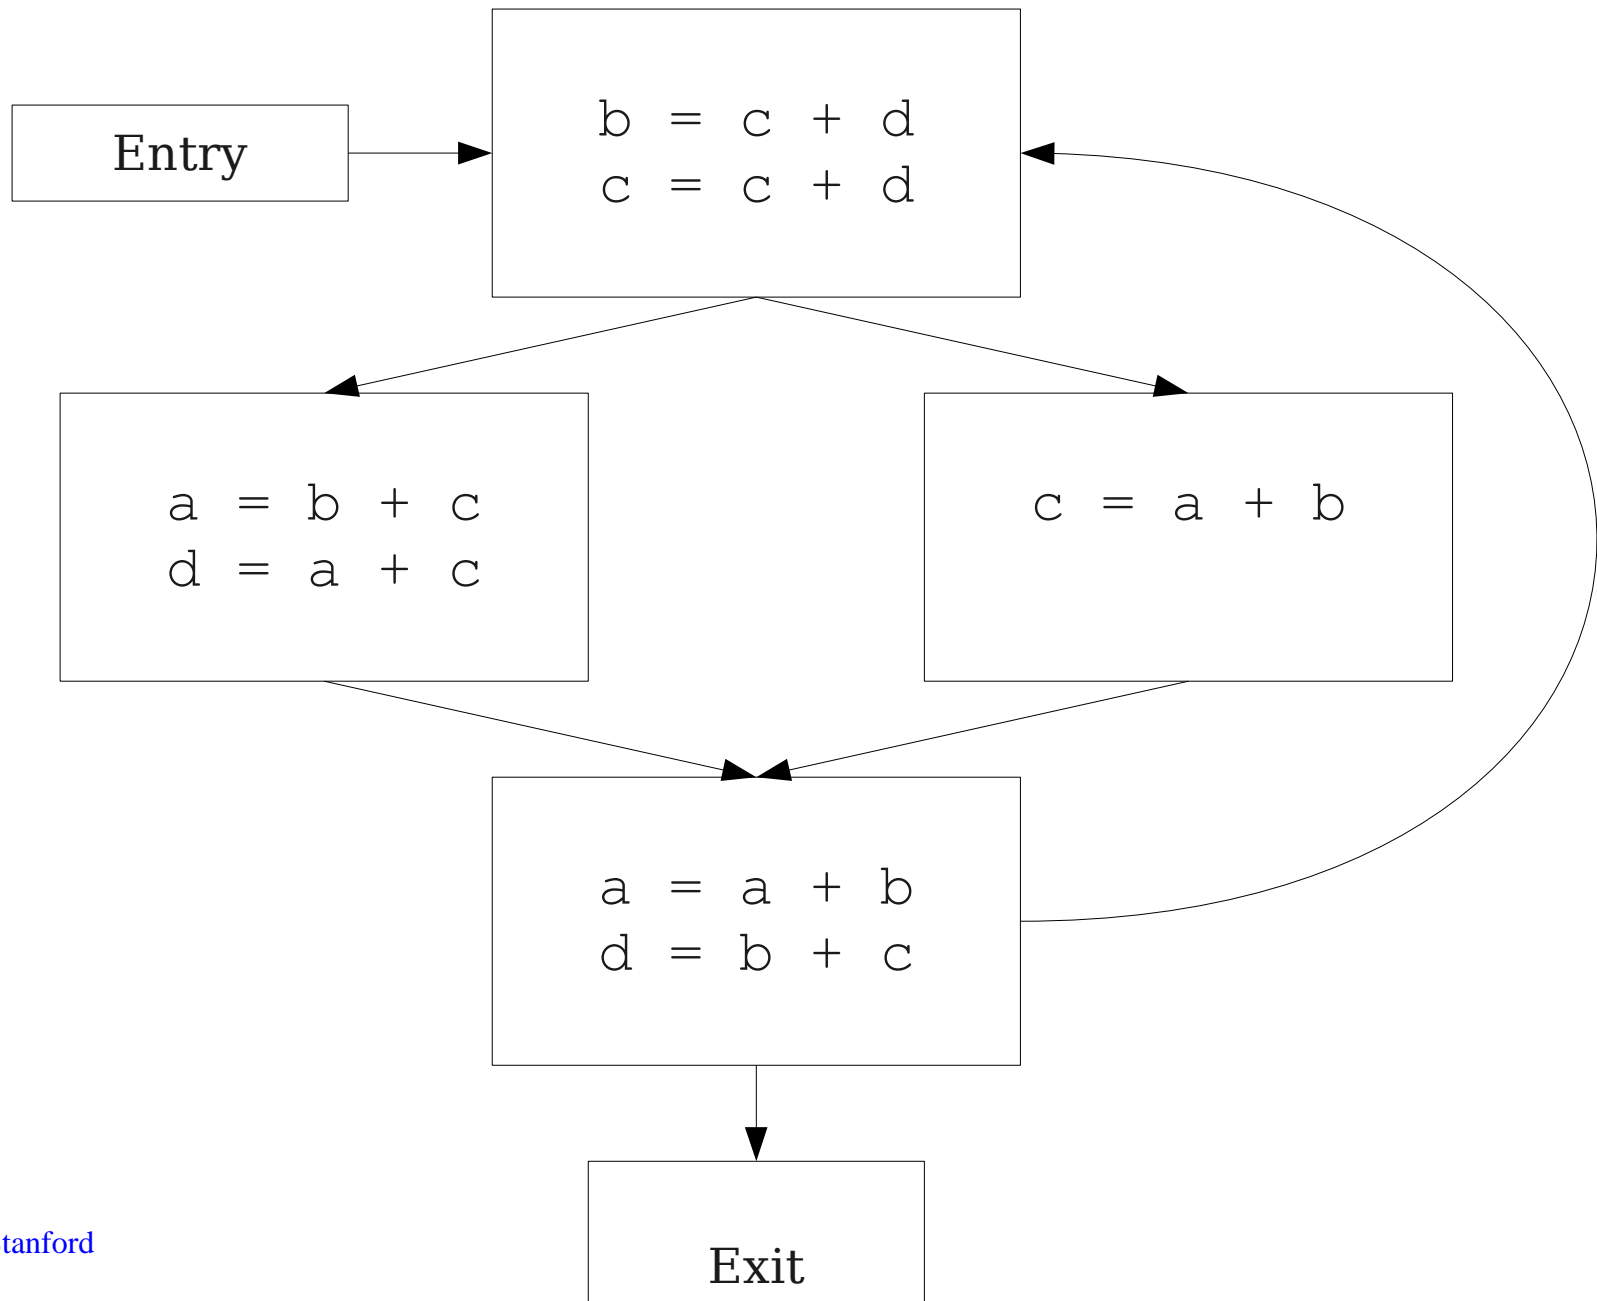 Entry
b = c + d
c = c + d
a = b + c
d = a + c
c = a + b
a = a + b
d = b + c
tanford
Exit